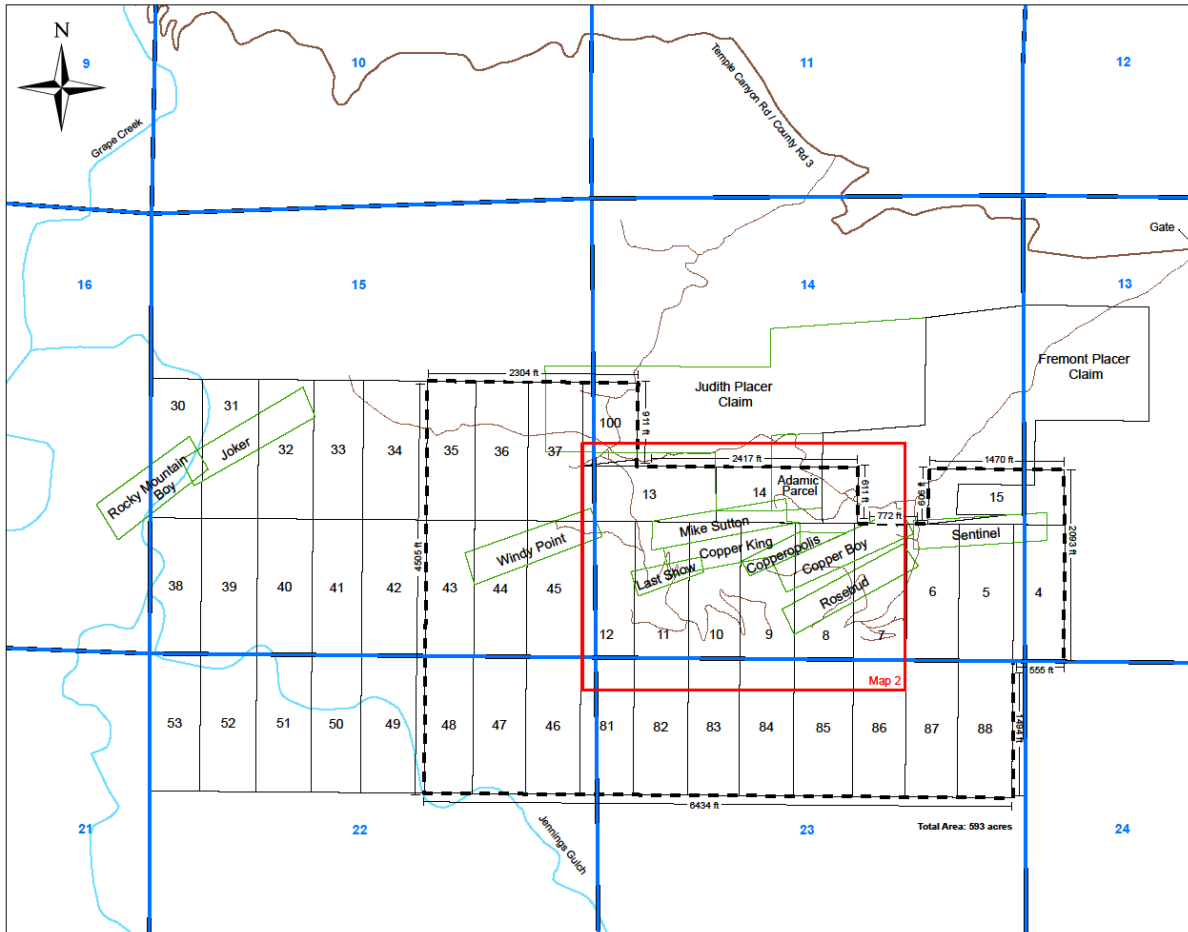 N
9
10
11
12
Temple Canyon Rd / County Rd 3
Grape Creek
Gate
16
15
14
13
Fremont Placer
Claim
2304 ft
Judith Placer
Claim
30
31
32
33
34
35
36
37
100
911 ft
Joker
Rocky Mountain
Boy
2417 ft
1470 ft
13
14
Adamic
Parcel
611 ft
609
15
772 ft
Mike Sutton
Sentinel
Windy Point
Copper King
Copperopolis
Copper Boy
Last Show
Rosebud
4505 ft
2093 ft
38
39
40
41
42
43
44
45
12
11
10
9
8
7
6
5
4
Map 2
555 ft
53
52
51
50
49
48
47
46
81
82
83
84
85
86
87
88
1494 ft
6434 ft
Total Area: 593 acres
21
22
23
24
Jennings Gulch